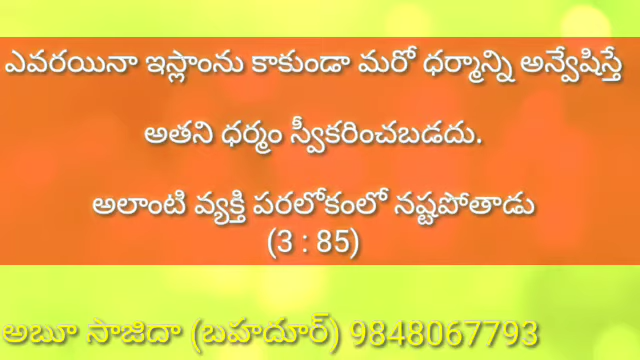 ఎవరయినా ఇస్లాంను కాకుండా మరో ధర్మాన్ని అన్వేషిస్తే
అతని ధర్మం స్వీకరించబడదు.
అలాంటి వ్యక్తి పరలోకంలో నష్టపోతాడు
(3 : 85)
అబూ సాజిదా (బహదూర్) 9848067793